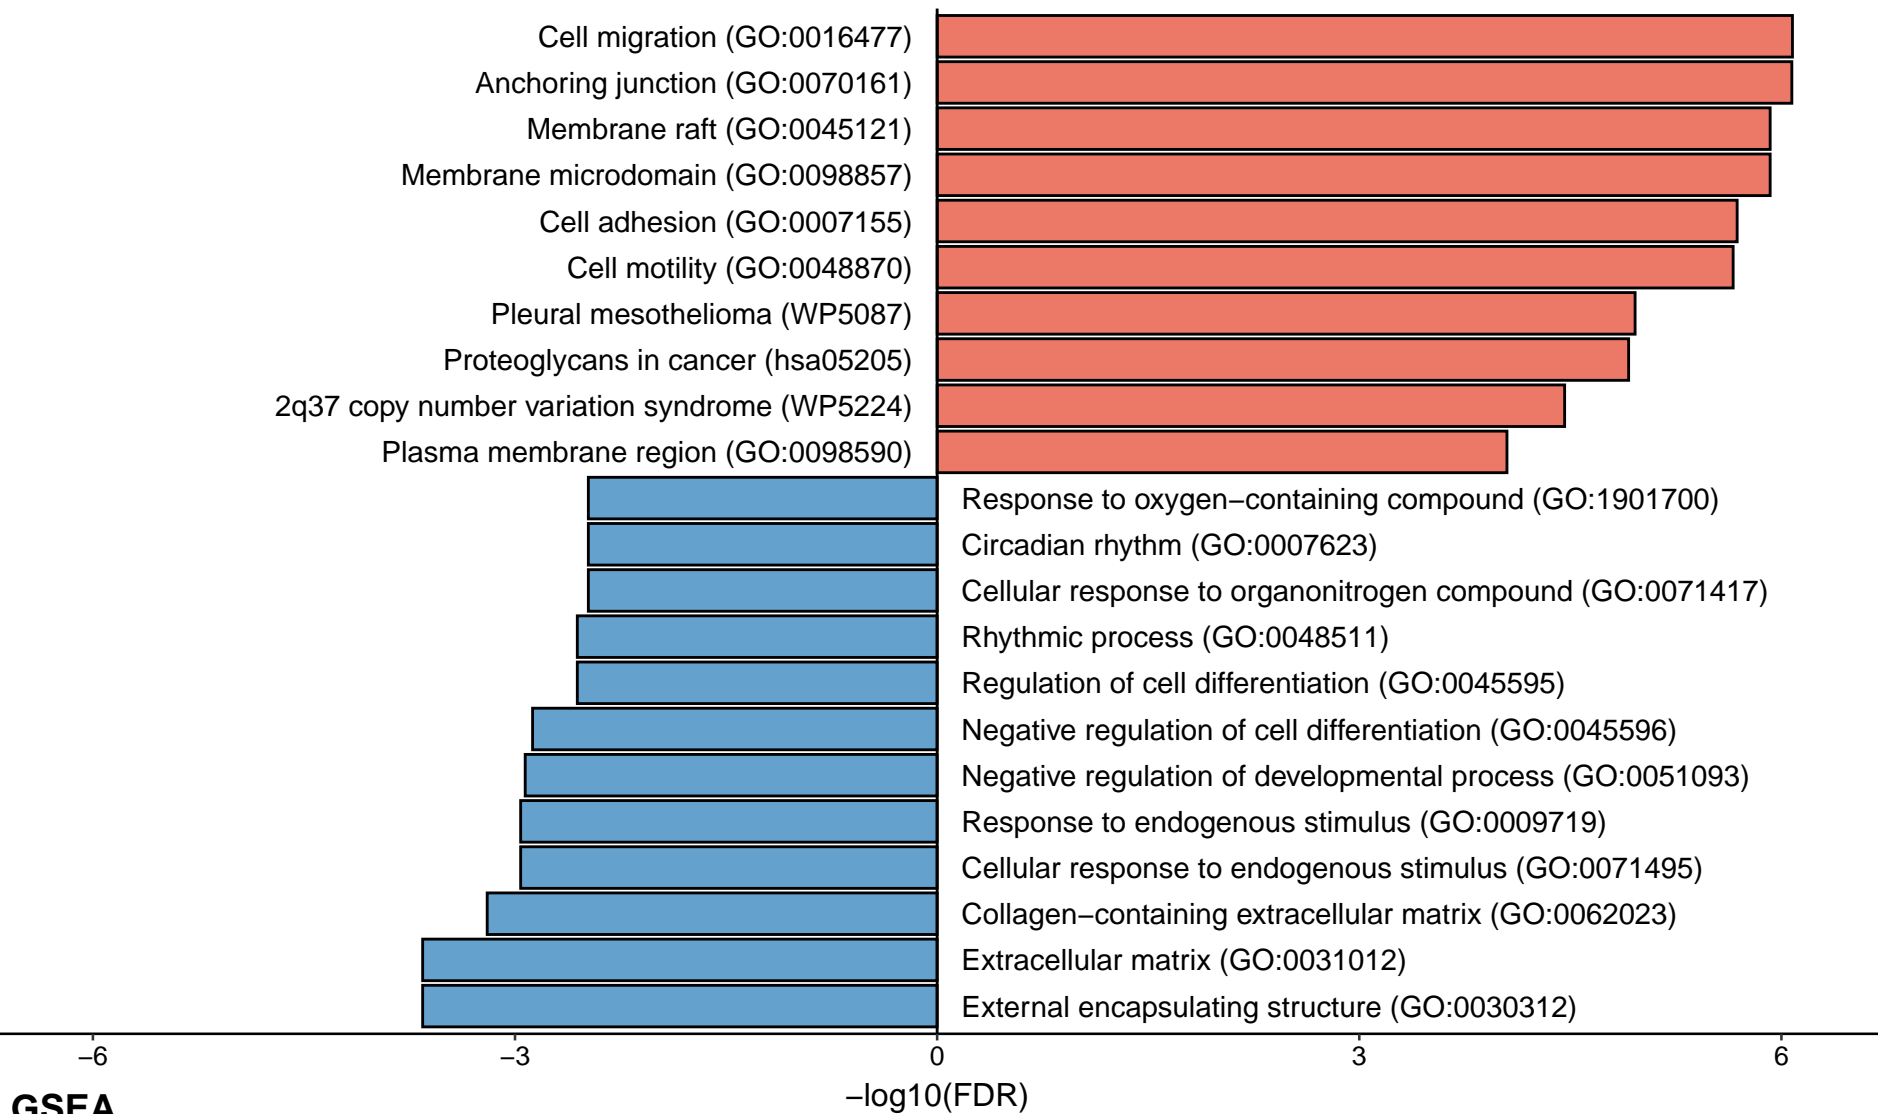 Cell migration (GO:0016477)
Anchoring junction (GO:0070161)
Membrane raft (GO:0045121)
Membrane microdomain (GO:0098857)
Cell adhesion (GO:0007155)
Cell motility (GO:0048870)
Pleural mesothelioma (WP5087)
Proteoglycans in cancer (hsa05205)
2q37 copy number variation syndrome (WP5224)
Plasma membrane region (GO:0098590)
Response to oxygen−containing compound (GO:1901700)
Circadian rhythm (GO:0007623)
Cellular response to organonitrogen compound (GO:0071417)
Rhythmic process (GO:0048511)
Regulation of cell differentiation (GO:0045595)
Negative regulation of cell differentiation (GO:0045596)
Negative regulation of developmental process (GO:0051093)
Response to endogenous stimulus (GO:0009719)
Cellular response to endogenous stimulus (GO:0071495)
Collagen−containing extracellular matrix (GO:0062023)
Extracellular matrix (GO:0031012)
External encapsulating structure (GO:0030312)
−6 −3 0 3 6
−log10(FDR)
GSEA